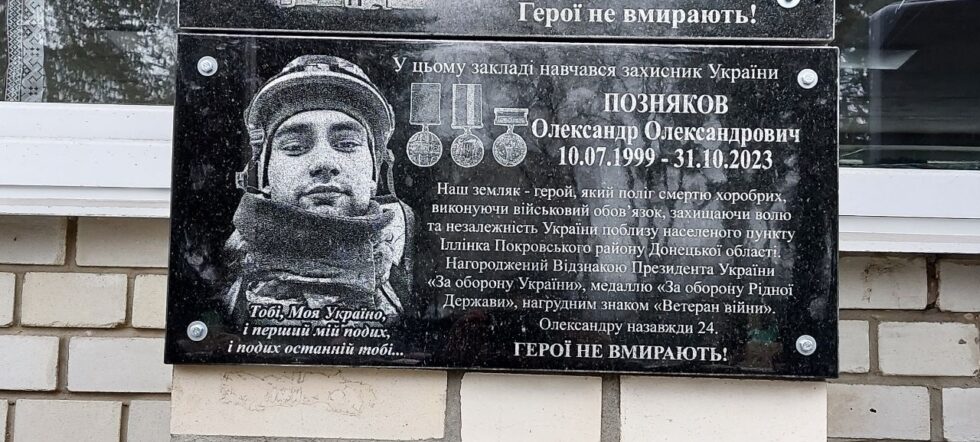 Герої не вмирають!
У цьому закладі навчався захисник України
ПОЗНЯКОВ
Олександр Олександрович
10.07.1999 - 31.10.2023
Наш земляк - герой, який поліг смертю хоробрих,
виконуючи військовий обов’язок, захищаючи волю
та незалежність України поблизу населеного пункту
Іллінка Покровського району Донецької області.
Нагороджений Відзнакою Президента України
«За оборону України», медаллю «За оборону Рідної
Держави», нагрудним знаком «Ветеран війни».
Олександру назавжди 24.
ГЕРОЇ НЕ ВМИРАЮТЬ!
Тобі, Моя Україно,
і перший мій подих,
і подих останній тобі...